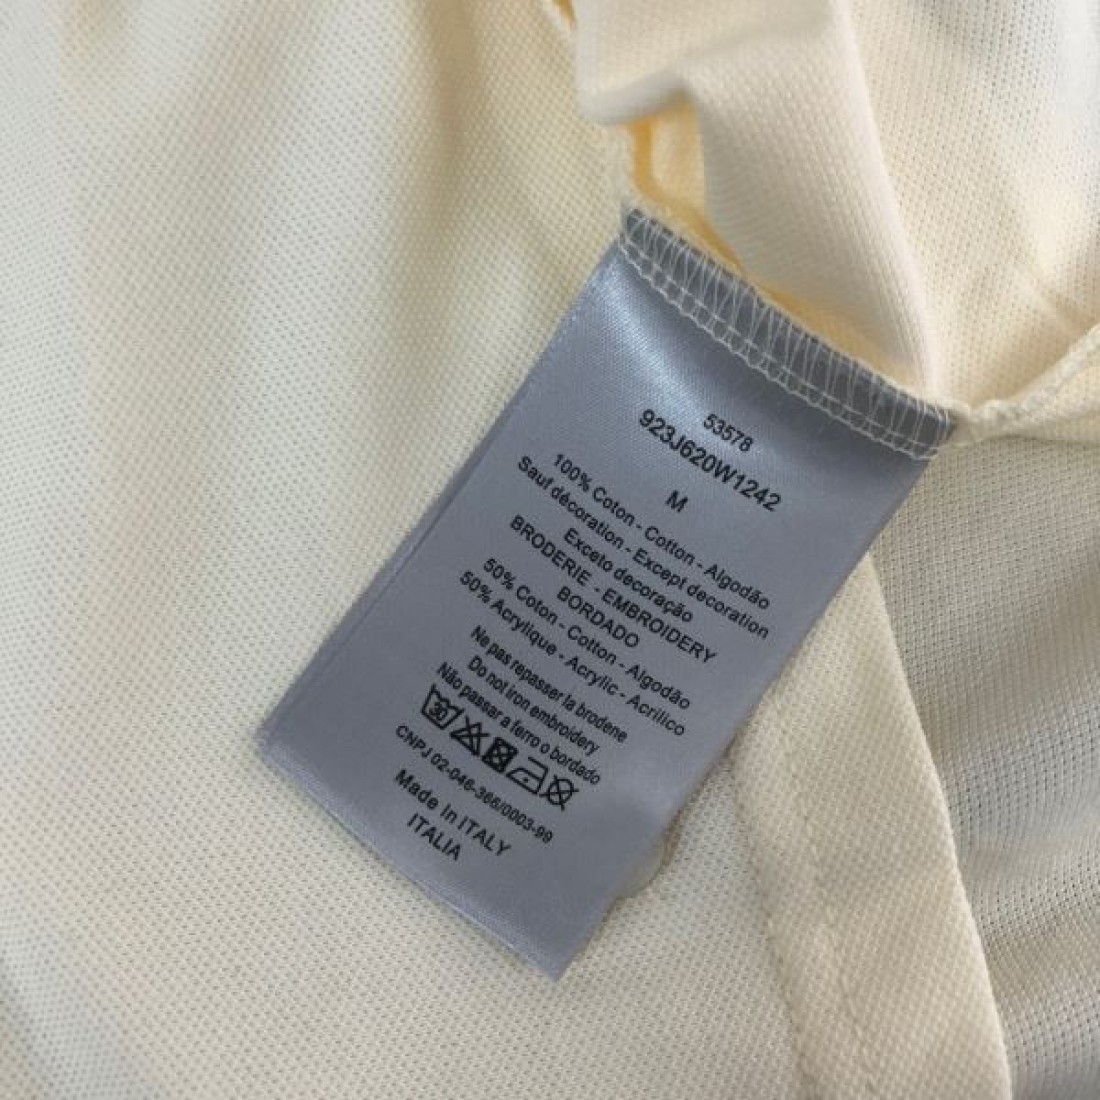 53578
923J620W1242
M
100% Coton - Cotton - Algodão
Sauf décoration - Except decoration
Exceto decoração
BRODERIE - EMBROIDERY
BORDADO
50% Coton - Cotton - Algodão
50% Acrylique - Acrylic - Acrilico
Ne pas repasser la brodene
Do not iron embroidery
Não passar a ferro o bordado
30
CNPJ 02-046-366/0003-99
Made in ITALY
ITALIA